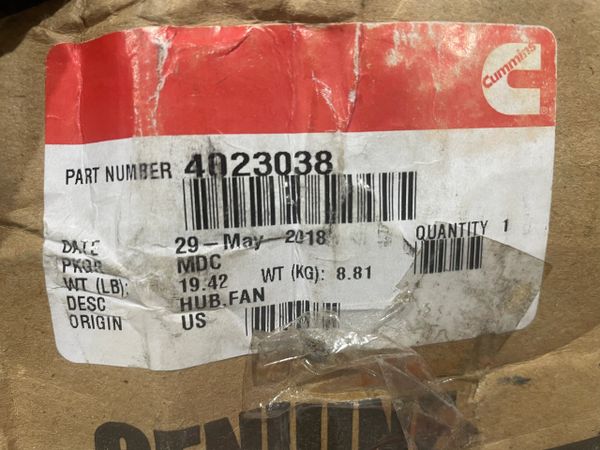 Cummins
PART NUMBER 4023038
DATE 29-May-2018
QUANTITY 1
PKGR MDC
WT (LB): 19.42 WT (KG): 8.81
DESC HUB,FAN
ORIGIN US
GENUIN